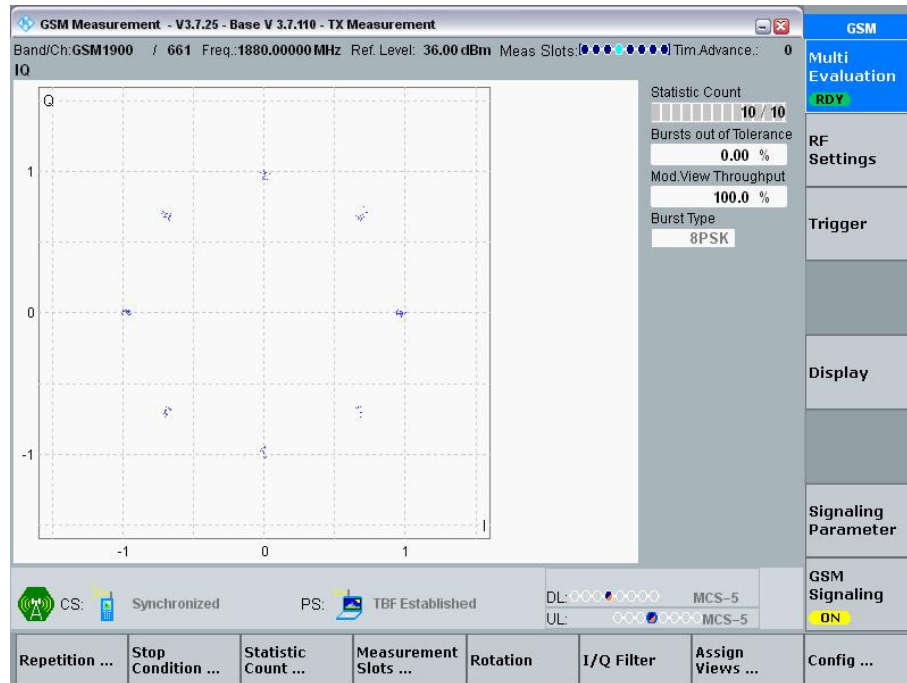 GSM Measurement - V3.7.25 - Base V 3.7.110 - TX Measurement
GSM
Band/Ch:GSM1900 / 661 Freq.:1880.00000 MHz Ref. Level: 36.00 dBm Meas Slots: Tim.Advance.: 0
IQ
Multi
Evaluation
RDY
Q
Statistic Count
10 / 10
Bursts out of Tolerance
0.00 %
Mod.View Throughput
100.0 %
Burst Type
8PSK
RF
Settings
Trigger
Display
Signaling
Parameter
GSM
Signaling
ON
1
0
-1
I
-1 0 1
CS: Synchronized PS: TBF Established DL: MCS-5
UL: MCS-5
Repetition ...
Stop
Condition ...
Statistic
Count ...
Measurement
Slots ...
Rotation
I/Q Filter
Assign
Views ...
Config ...